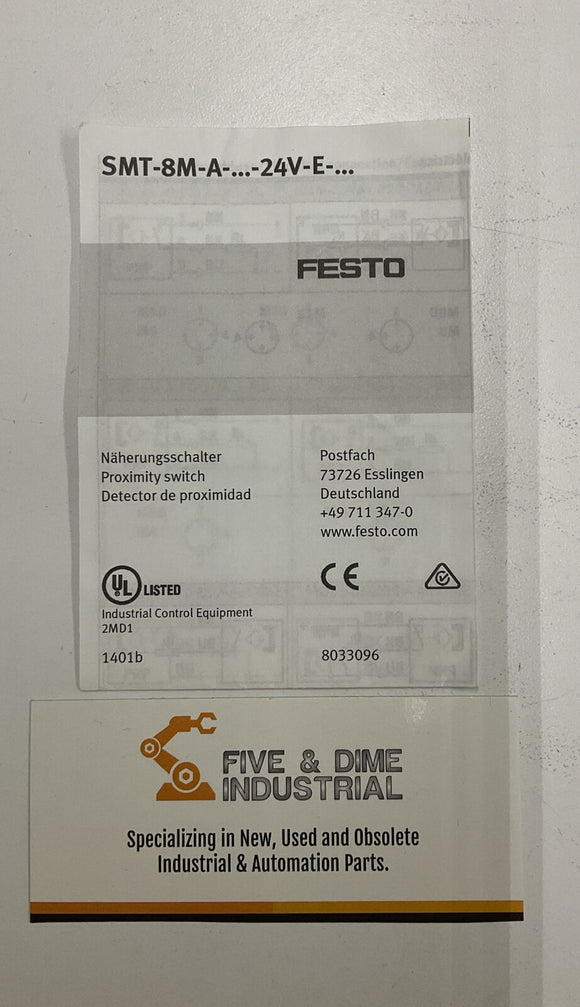 SMT-8M-A-...-24V-E-...
FESTO
Näherungsschalter
Proximity switch
Detector de proximidad
Postfach
73726 Esslingen
Deutschland
+49 711 347-0
www.festo.com
UL LISTED
CE
Industrial Control Equipment
2MD1
1401b
8033096
FIVE & DIME
INDUSTRIAL
Specializing in New, Used and Obsolete
Industrial & Automation Parts.